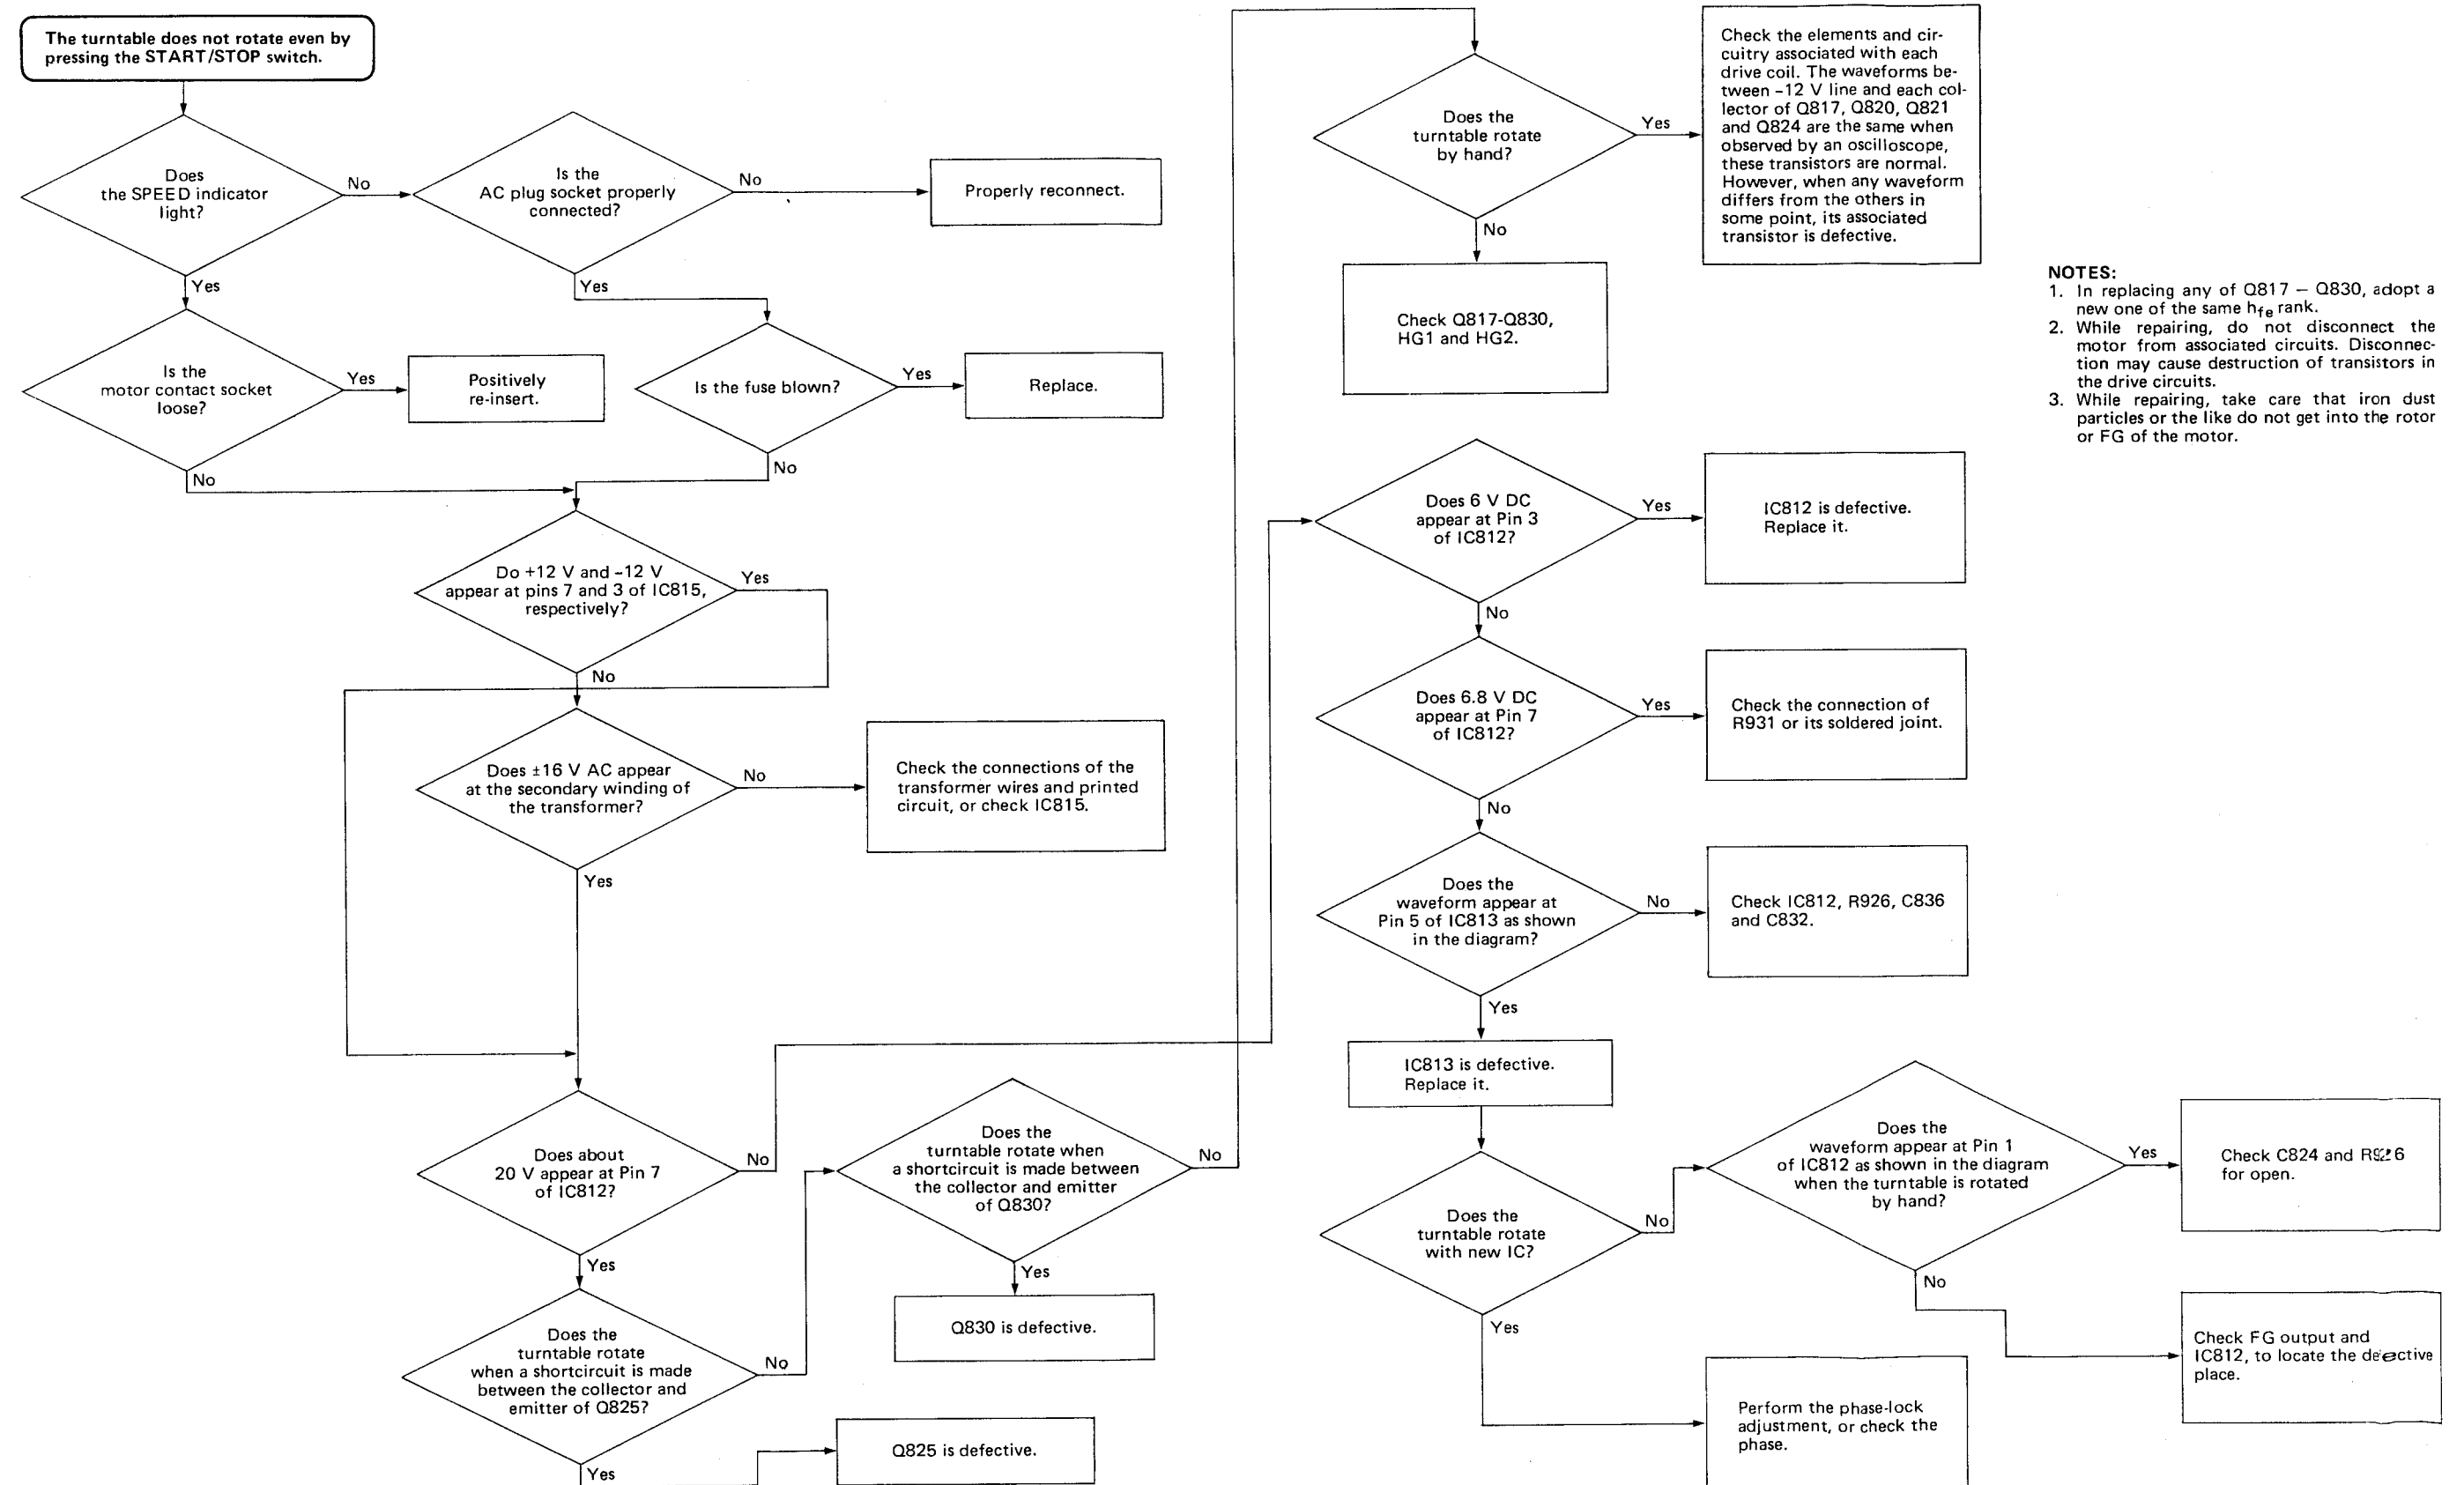 The turntable does not rotate even by
pressing the START/STOP switch.
Does
the SPEED indicator
light?
No
Yes
Is the
AC plug socket properly
connected?
No
Yes
Properly reconnect.
Is the
motor contact socket
loose?
Yes
No
Positively
re-insert.
Is the fuse blown?
Yes
No
Replace.
Do +12 V and -12 V
appear at pins 7 and 3 of IC815,
respectively?
Yes
No
Does ±16 V AC appear
at the secondary winding of
the transformer?
No
Yes
Check the connections of the
transformer wires and printed
circuit, or check IC815.
Does about
20 V appear at Pin 7
of IC812?
No
Yes
Does the
turntable rotate
when a shortcircuit is made
between the collector and
emitter of Q825?
No
Yes
Q825 is defective.
Does the
turntable rotate when
a shortcircuit is made between
the collector and emitter
of Q830?
No
Yes
Q830 is defective.
Does the
turntable rotate
by hand?
Yes
No
Check the elements and cir-
cuitry associated with each
drive coil. The waveforms be-
tween -12 V line and each col-
lector of Q817, Q820, Q821
and Q824 are the same when
observed by an oscilloscope,
these transistors are normal.
However, when any waveform
differs from the others in
some point, its associated
transistor is defective.
Check Q817-Q830,
HG1 and HG2.
Does 6 V DC
appear at Pin 3
of IC812?
Yes
No
IC812 is defective.
Replace it.
Does 6.8 V DC
appear at Pin 7
of IC812?
Yes
No
Check the connection of
R931 or its soldered joint.
Does the
waveform appear at
Pin 5 of IC813 as shown
in the diagram?
No
Yes
Check IC812, R926, C836
and C832.
IC813 is defective.
Replace it.
Does the
turntable rotate
with new IC?
No
Yes
Perform the phase-lock
adjustment, or check the
phase.
Does the
waveform appear at Pin 1
of IC812 as shown in the diagram
when the turntable is rotated
by hand?
Yes
No
Check C824 and R926
for open.
Check FG output and
IC812, to locate the defective
place.
NOTES:
1. In replacing any of Q817 – Q830, adopt a
new one of the same hfe rank.
2. While repairing, do not disconnect the
motor from associated circuits. Disconnec-
tion may cause destruction of transistors in
the drive circuits.
3. While repairing, take care that iron dust
particles or the like do not get into the rotor
or FG of the motor.